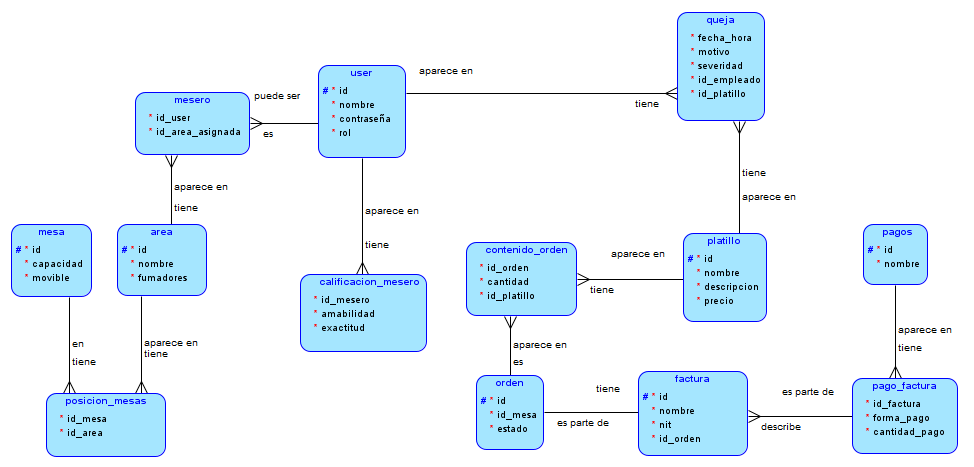 queja
* fecha_hora
* motivo
* severidad
* id_empleado
* id_platillo
user
# * id
* nombre
* contraseña
* rol
aparece en
tiene
mesero
* id_user
* id_area_asignada
puede ser
es
aparece en
tiene
mesa
# * id
* capacidad
* movible
area
# * id
* nombre
* fumadores
aparece en
tiene
calificacion_mesero
* id_mesero
* amabilidad
* exactitud
tiene
aparece en
contenido_orden
* id_orden
* cantidad
* id_platillo
aparece en
tiene
platillo
# * id
* nombre
* descripcion
* precio
pagos
# * id
* nombre
en
tiene
aparece en
tiene
posicion_mesas
* id_mesa
* id_area
aparece en
es
orden
# * id
* id_mesa
* estado
tiene
es parte de
factura
# * id
* nombre
* nit
* id_orden
es parte de
describe
aparece en
tiene
pago_factura
* id_factura
* forma_pago
* cantidad_pago